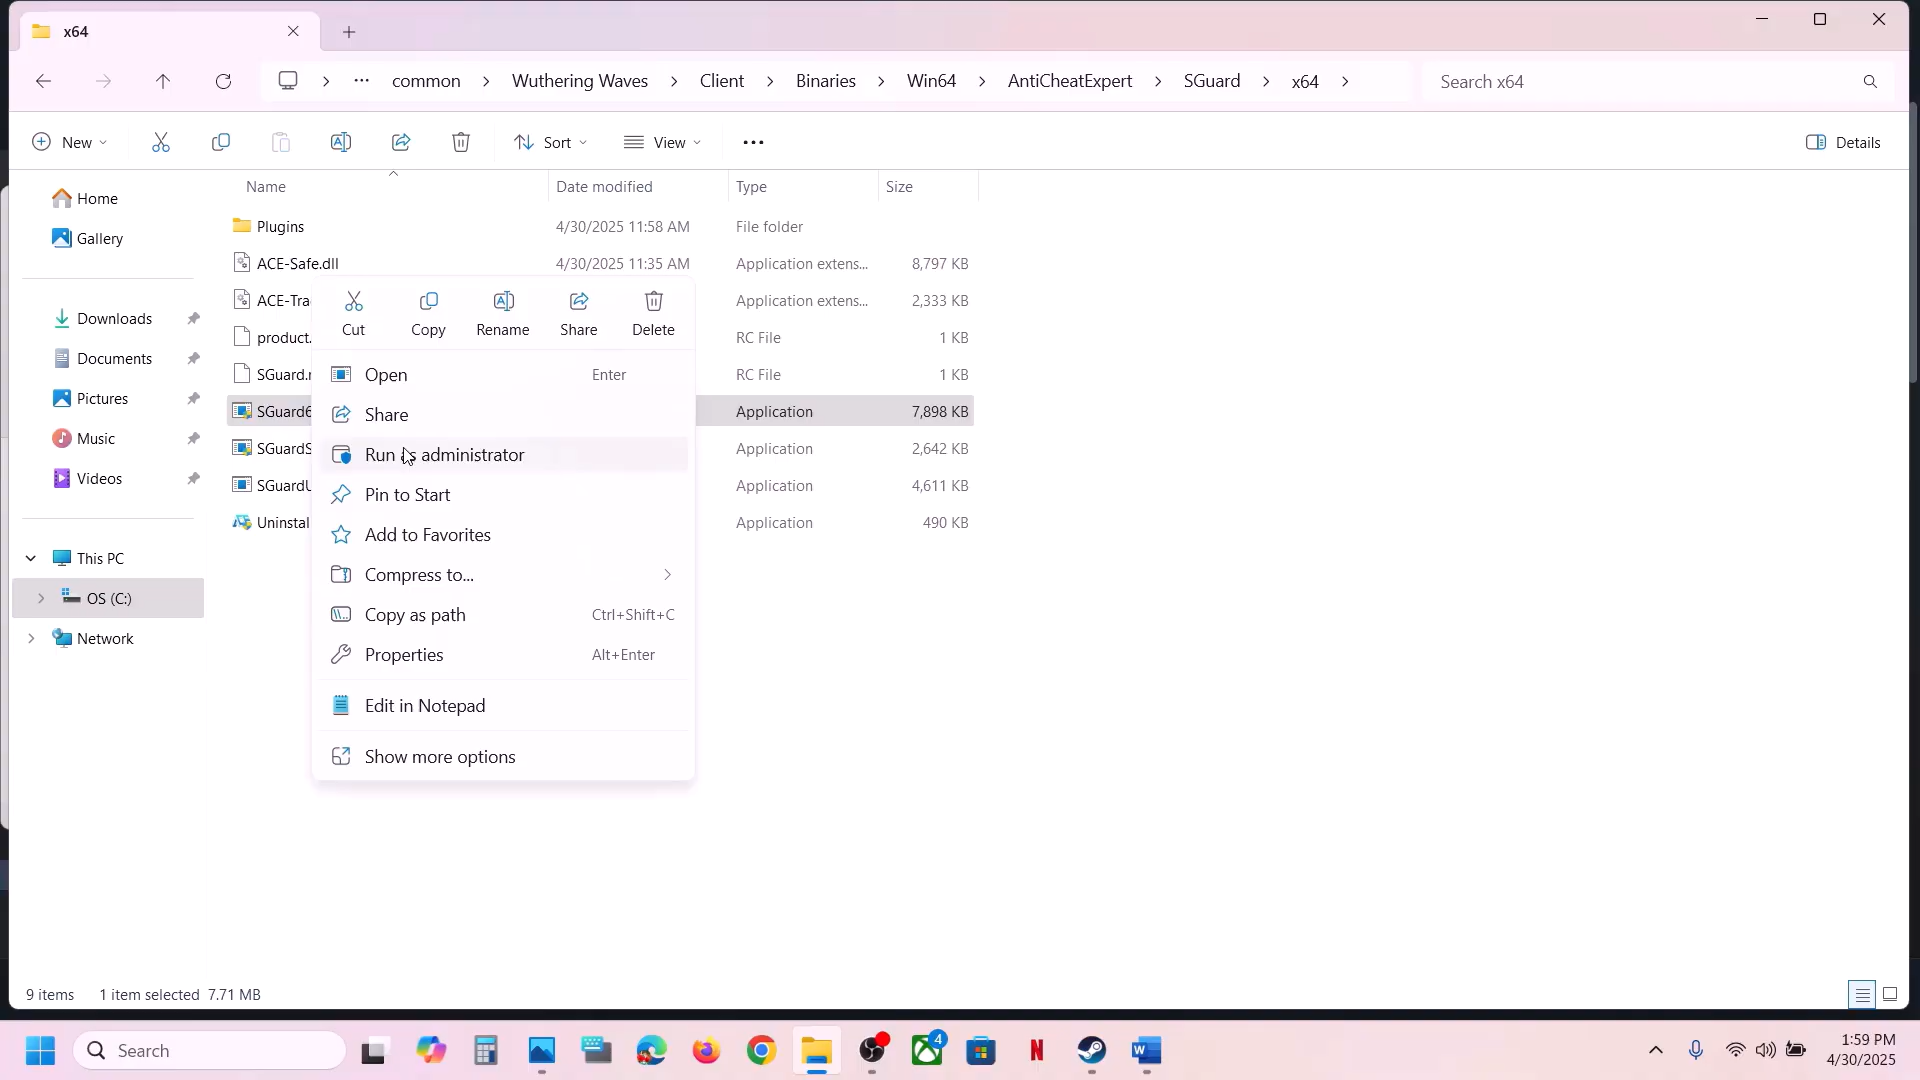 x64
common
Wuthering Waves
Client
Binaries
Win64
AntiCheatExpert
SGuard
x64
Search x64
New
Sort
View
Details
Name
Date modified
Type
Size
Home
Gallery
Downloads
Documents
Pictures
Music
Videos
This PC
OS (C:)
Network
Plugins 4/30/2025 11:58 AM File folder
ACE-Safe.dll 4/30/2025 11:35 AM Application extens... 8,797 KB
ACE-Tra Application extens... 2,333 KB
product. RC File 1 KB
SGuard.r RC File 1 KB
SGuard6 Application 7,898 KB
SGuardS Application 2,642 KB
SGuardU Application 4,611 KB
Uninstal Application 490 KB
Cut
Copy
Rename
Share
Delete
Open Enter
Share
Run as administrator
Pin to Start
Add to Favorites
Compress to...
Copy as path Ctrl+Shift+C
Properties Alt+Enter
Edit in Notepad
Show more options
9 items 1 item selected 7.71 MB
Search
4
1:59 PM
4/30/2025